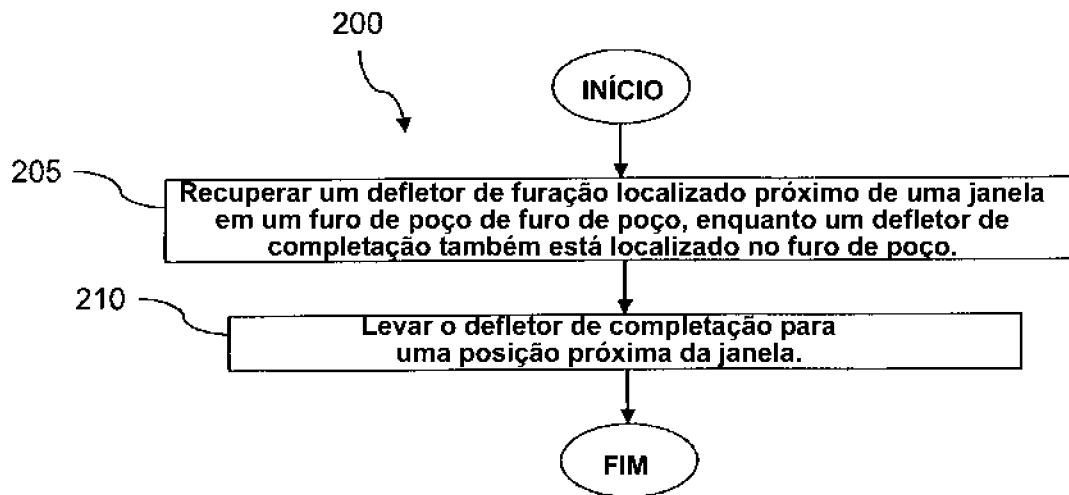 200
INÍCIO
205
Recuperar um defletor de furação localizado próximo de uma janela
em um furo de poço de furo de poço, enquanto um defletor de
completação também está localizado no furo de poço.
210
Levar o defletor de completação para
uma posição próxima da janela.
FIM